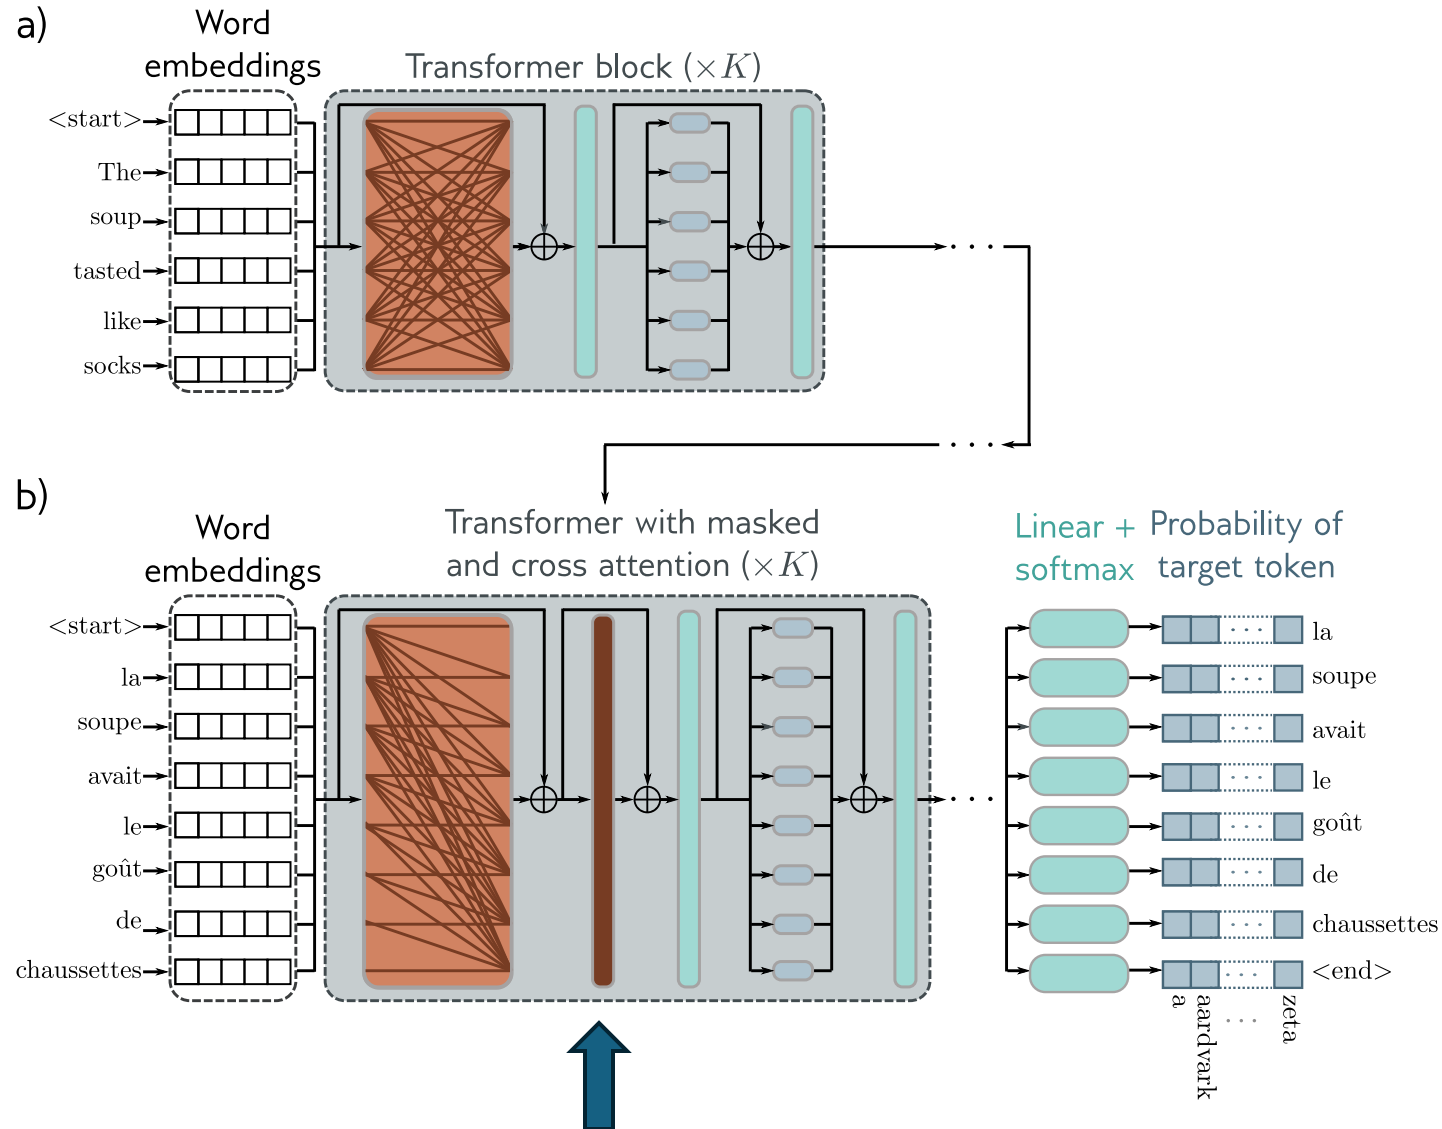 a)
Word
embeddings
Transformer block (×K)
<start>
The
soup
tasted
like
socks
b)
Word
embeddings
Transformer with masked
and cross attention (×K)
Linear +
softmax
Probability of
target token
<start>
la
soupe
avait
le
goût
de
chaussettes
la
soupe
avait
le
goût
de
chaussettes
<end>
a
aardvark
. . .
zeta